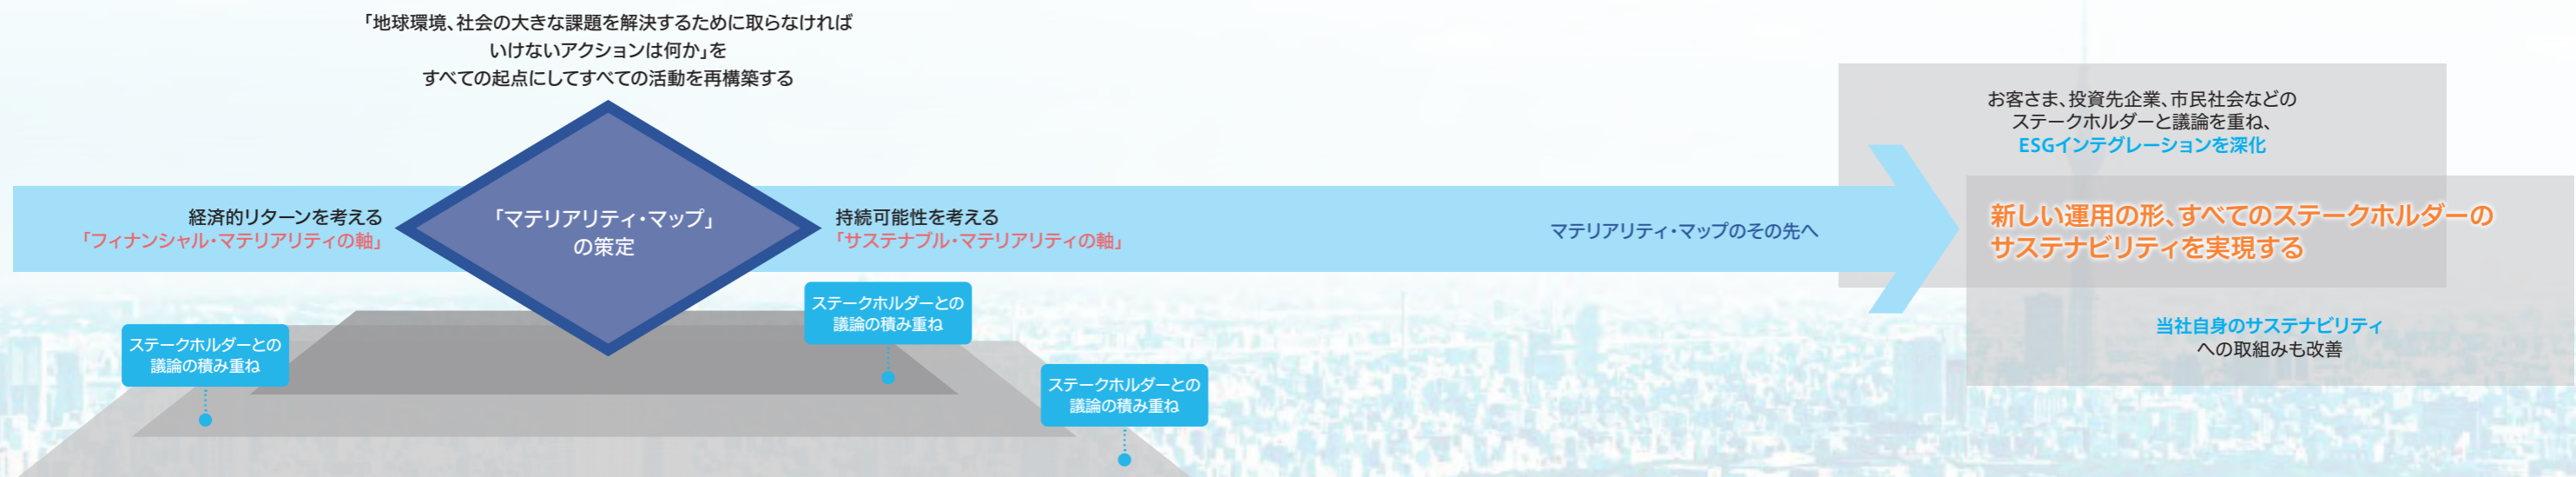 「地球環境、社会の大きな課題を解決するために取らなければ
いけないアクションは何か」を
すべての起点にしてすべての活動を再構築する
経済的リターンを考える
「フィナンシャル・マテリアリティの軸」
「マテリアリティ・マップ」
の策定
持続可能性を考える
「サステナブル・マテリアリティの軸」
ステークホルダーとの
議論の積み重ね
ステークホルダーとの
議論の積み重ね
ステークホルダーとの
議論の積み重ね
マテリアリティ・マップのその先へ
お客さま、投資先企業、市民社会などの
ステークホルダーと議論を重ね、
ESGインテグレーションを深化
新しい運用の形、すべてのステークホルダーの
サステナビリティを実現する
当社自身のサステナビリティ
への取組みも改善